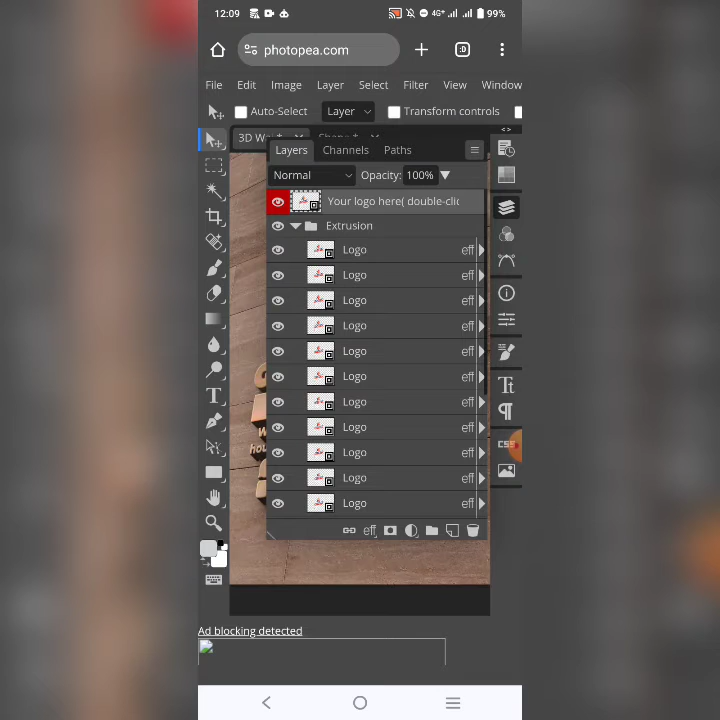 12:09
4G+
99%
photopea.com
:D
File Edit Image Layer Select Filter View Window
Auto-Select Layer Transform controls
Layers Channels Paths
Normal Opacity: 100%
Your logo here( double-clic
Extrusion
Logo eff
Logo eff
Logo eff
Logo eff
Logo eff
Logo eff
Logo eff
Logo eff
Logo eff
Logo eff
Logo eff
eff
CSS
Ad blocking detected